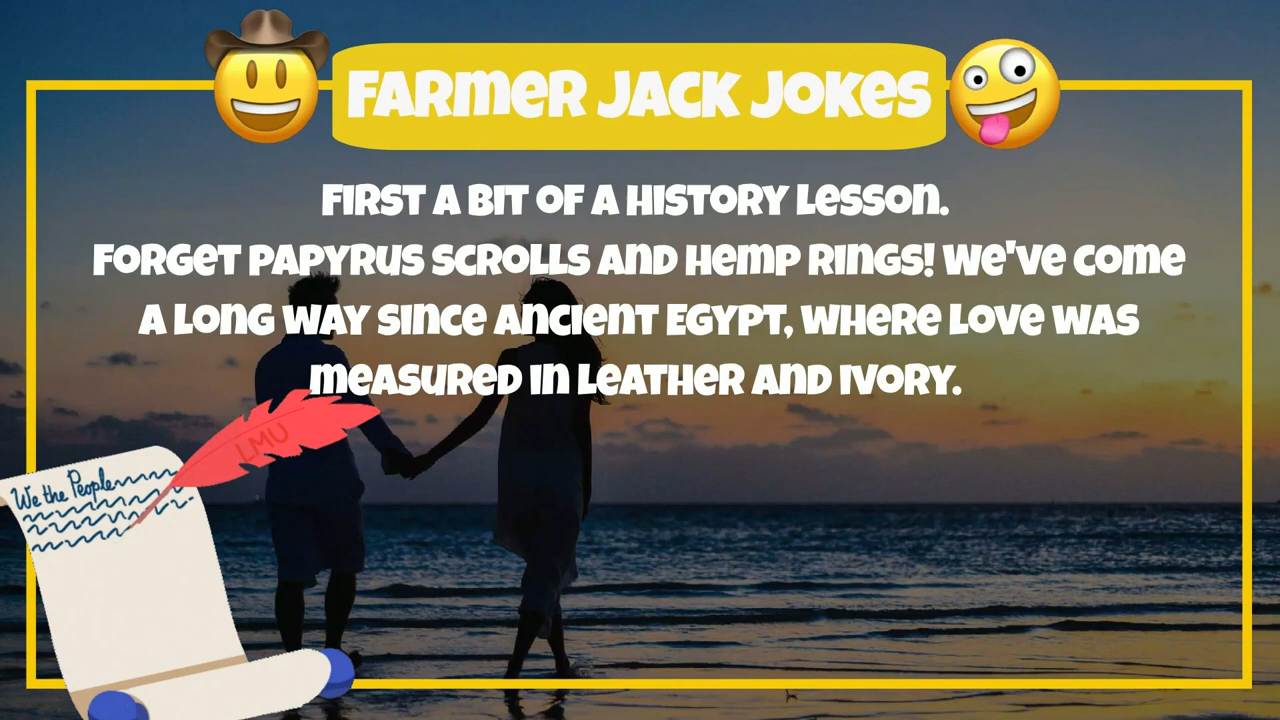 FARMER JACK JOKES
FIRST A BIT OF A HISTORY LESSON.
FORGET PAPYRUS SCROLLS AND HEMP RINGS! WE'VE COME
A LONG WAY SINCE ANCIENT EGYPT, WHERE LOVE WAS
MEASURED IN LEATHER AND IVORY.
LMU
We the People